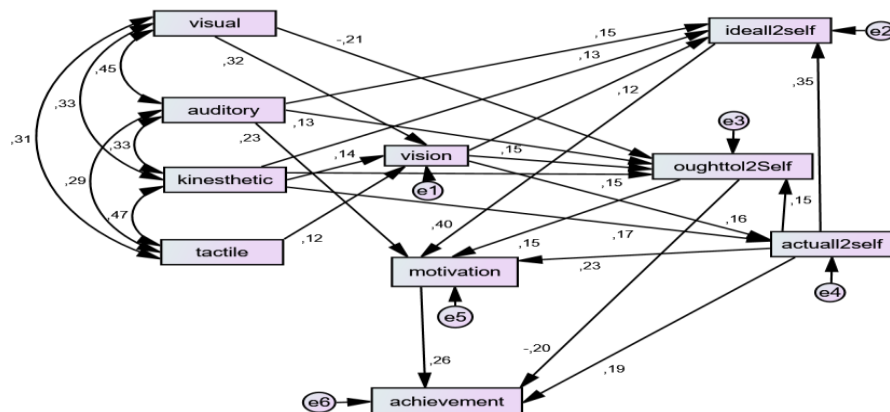 visual
-,21
,15
ideall2self
e2
,32
,13
,45
,35
,33
auditory
,13
,12
e3
,31
,33
,23
,14
vision
,15
oughttol2Self
,29
kinesthetic
e1
,15
,15
,47
,12
,40
,16
tactile
,15
,17
actuall2self
motivation
,23
e4
e5
,26
-,20
,19
e6
achievement